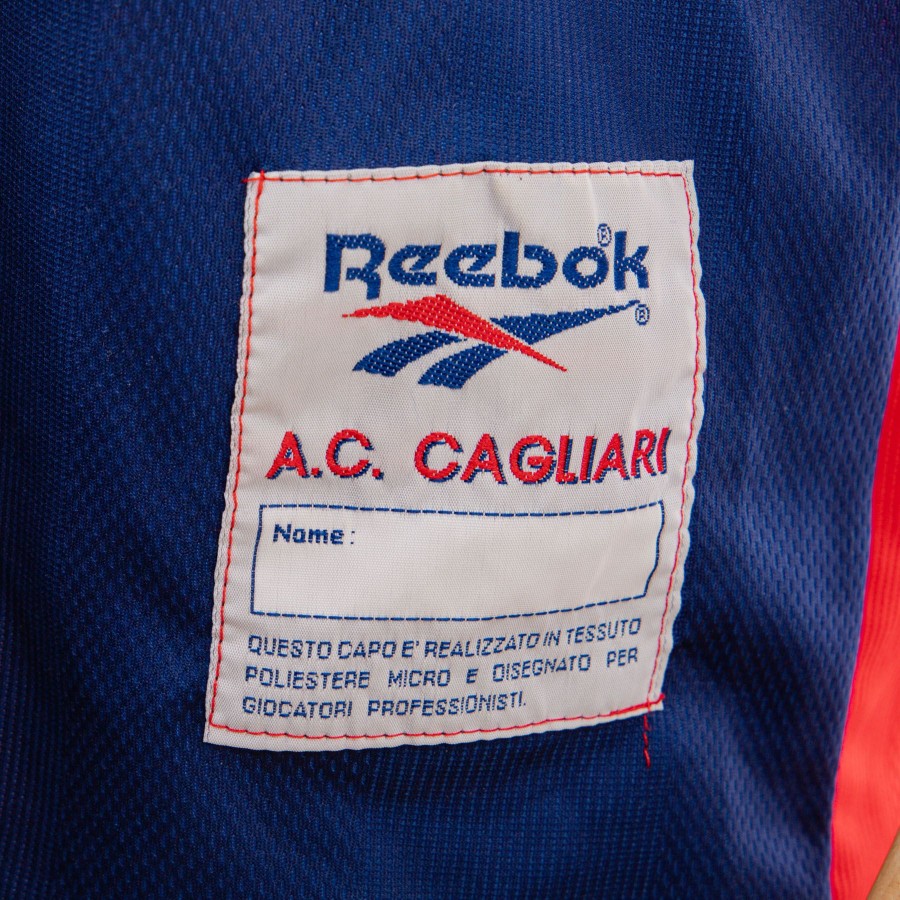 Reebok®
®
A.C. CAGLIARI
Name:
QUESTO CAPO E' REALIZZATO IN TESSUTO
POLIESTERE MICRO E DISEGNATO PER
GIOCATORI PROFESSIONISTI.